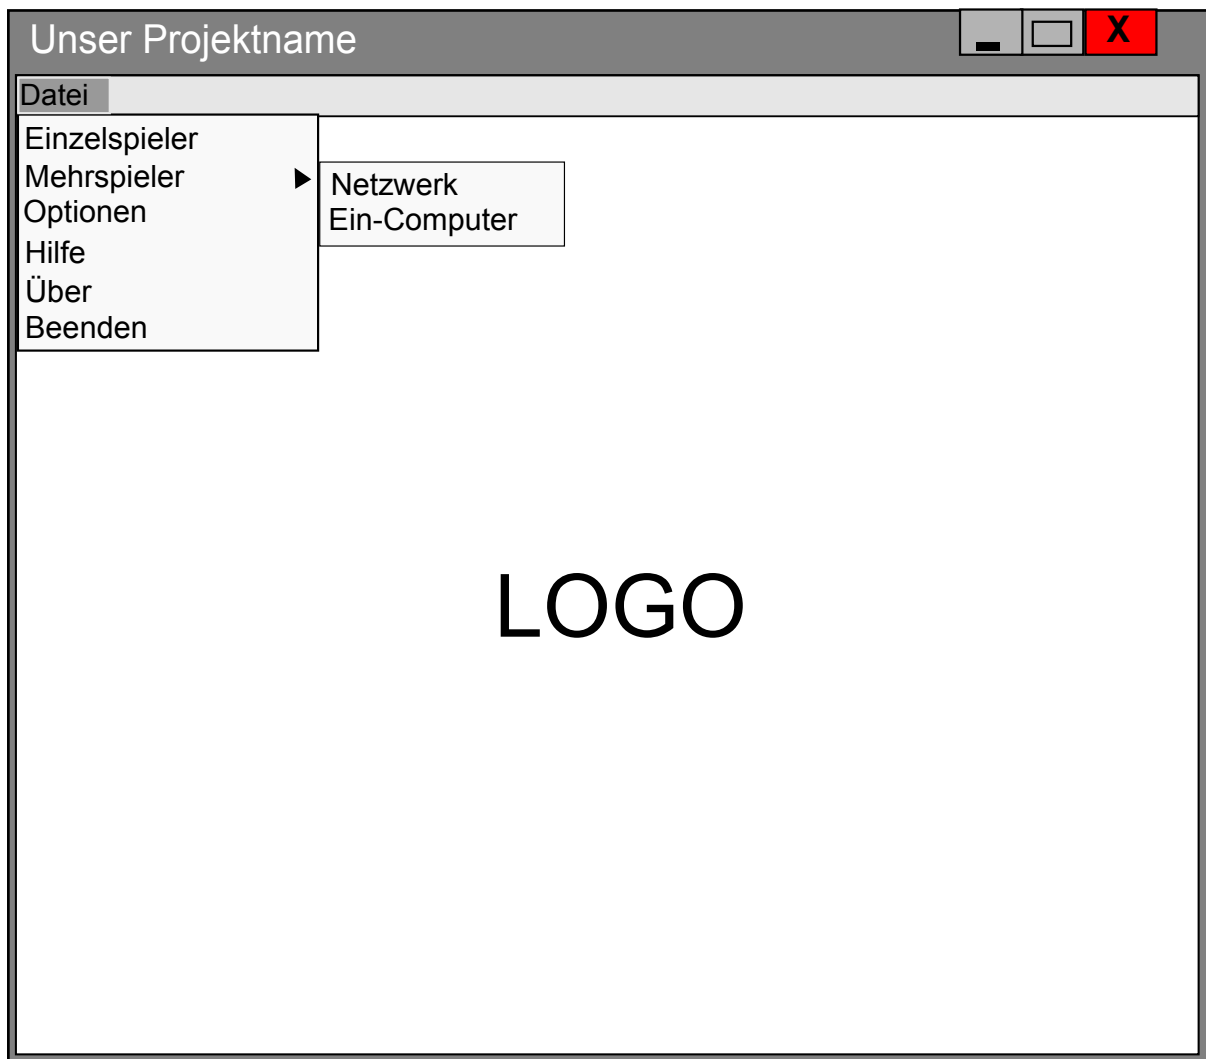 Unser Projektname
X
Datei
Einzelspieler
Mehrspieler
Netzwerk
Optionen
Ein-Computer
Hilfe
Über
Beenden
LOGO